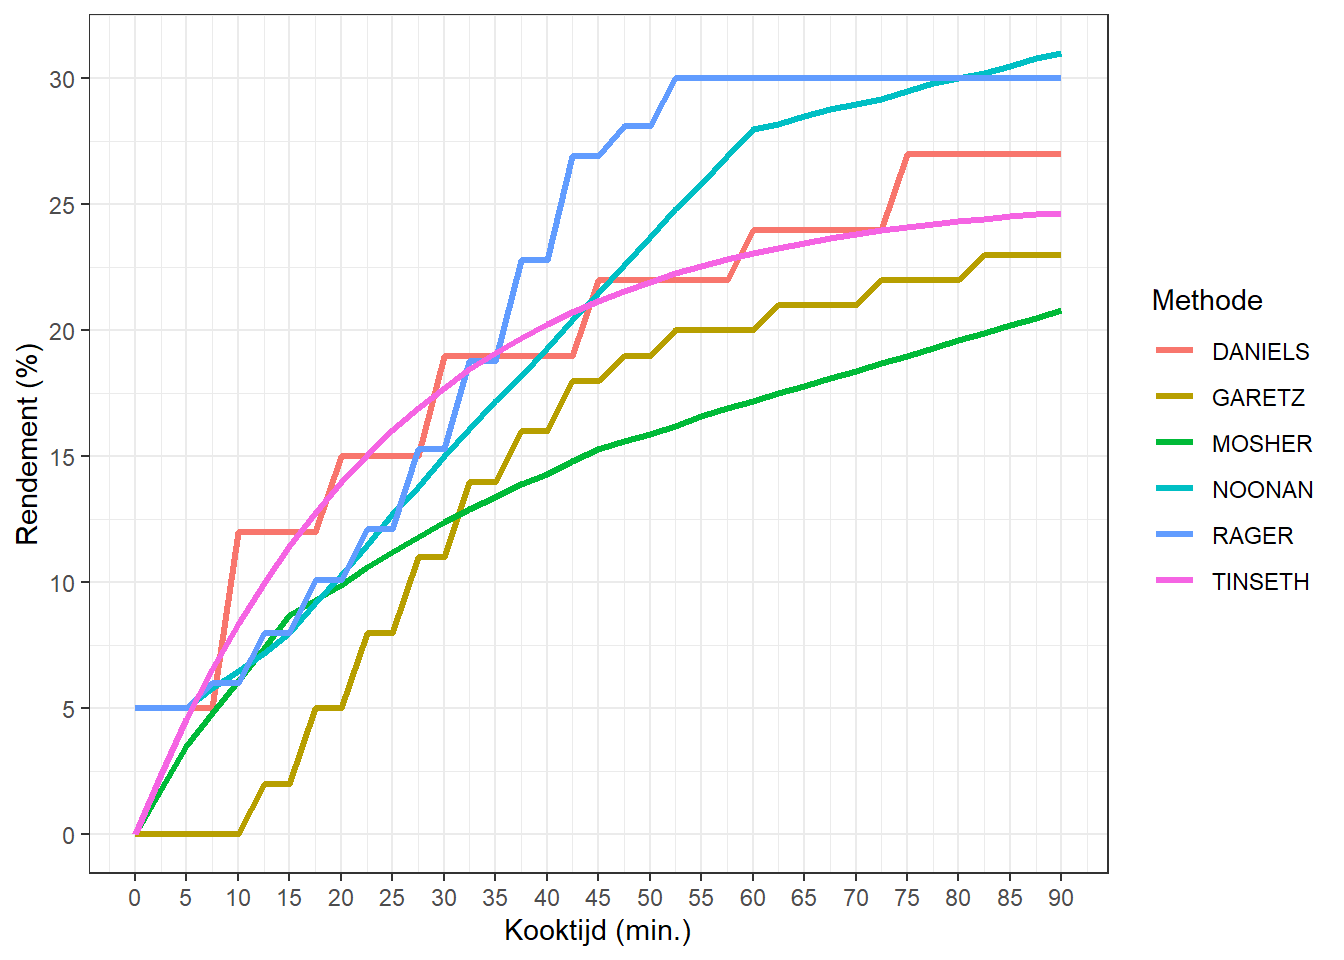 30
25
20
15
10
5
0
Rendement (%)
0 5 10 15 20 25 30 35 40 45 50 55 60 65 70 75 80 85 90
Kooktijd (min.)
Methode
DANIELS
GARETZ
MOSHER
NOONAN
RAGER
TINSETH